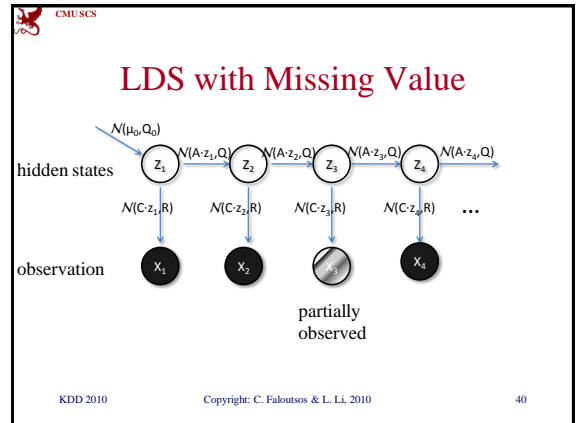 CMU SCS
LDS with Missing Value
N(μ₀,Q₀)
hidden states
Z₁ N(A·z₁,Q) Z₂ N(A·z₂,Q) Z₃ N(A·z₃,Q) Z₄ N(A·z₄,Q)
N(C·z₁,R) N(C·z₂,R) N(C·z₃,R) N(C·z₄,R) ...
observation
X₁ X₂ X₃ X₄
partially
observed
KDD 2010 Copyright: C. Faloutsos & L. Li, 2010 40